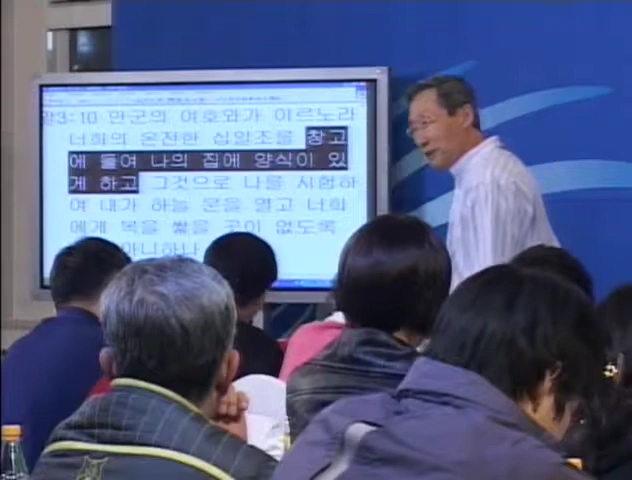 말3:10 만군의 여호와가 이르노라
너희의 온전한 십일조를 창고
에 들여 나의 집에 양식이 있
게 하고 그것으로 나를 시험하
여 내가 하늘 문을 열고 너희
에게 복을 쌓을 곳이 없도록
아니하나